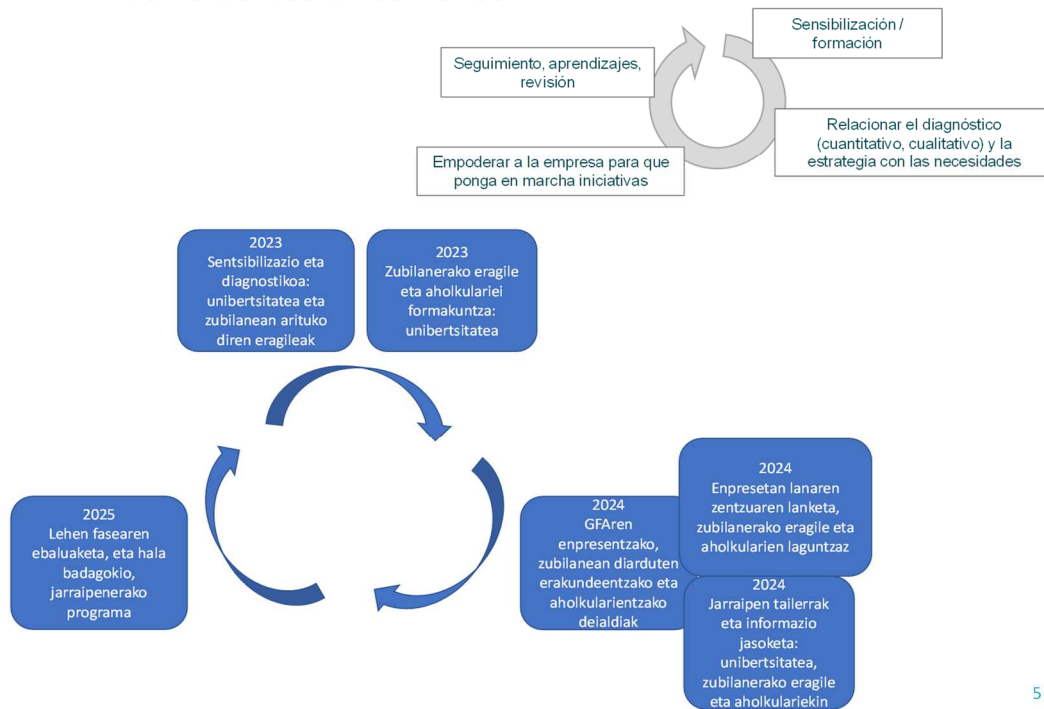 Sensibilización /
formación
Seguimiento, aprendizajes,
revisión
Relacionar el diagnóstico
(cuantitativo, cualitativo) y la
estrategia con las necesidades
Empoderar a la empresa para que
ponga en marcha iniciativas
2023
Sentsibilizazio eta
diagnostikoa:
unibertsitatea eta
zubilanean arituko
diren eragileak
2023
Zubilanerako eragile
eta aholkulariei
formakuntza:
unibertsitatea
2024
Enpresetan lanaren
zentzuaren lanketa,
zubilanerako eragile eta
aholkularien laguntzaz
2024
GFAren
enpresentzako,
zubilanean diarduten
erakundeentzako eta
aholkularientzako
deialdiak
2025
Lehen fasearen
ebaluaketa, eta hala
badagokio,
jarraipenerako
programa
2024
Jarraipen tailerrak
eta informazio
jasoketa:
unibertsitatea,
zubilanerako eragile
eta aholkulariekin
5